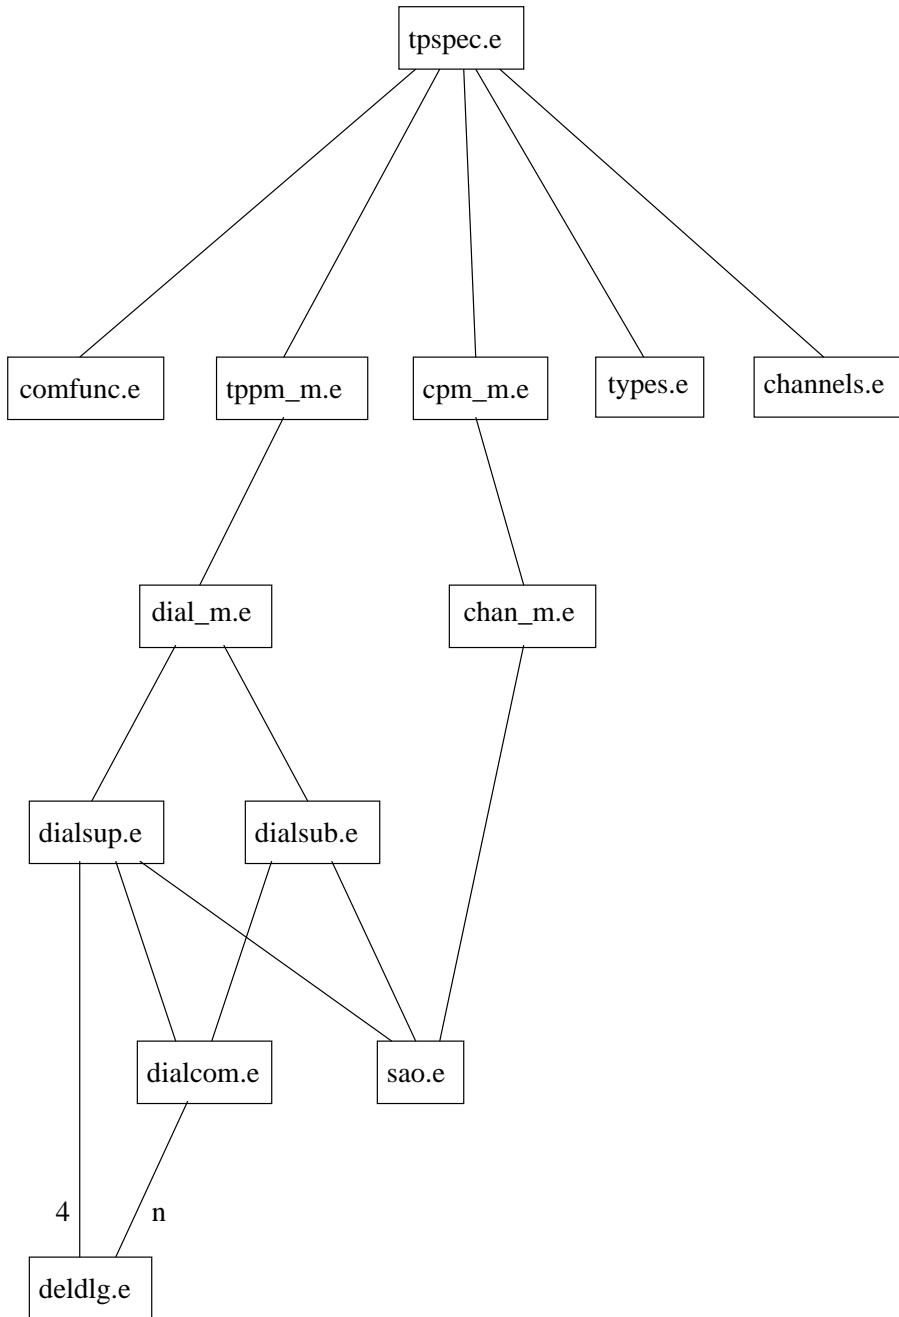 tpspec.e
comfunc.e
tppm_m.e
cpm_m.e
types.e
channels.e
dial_m.e
chan_m.e
dialsup.e
dialsub.e
dialcom.e
sao.e
4
n
deldlg.e